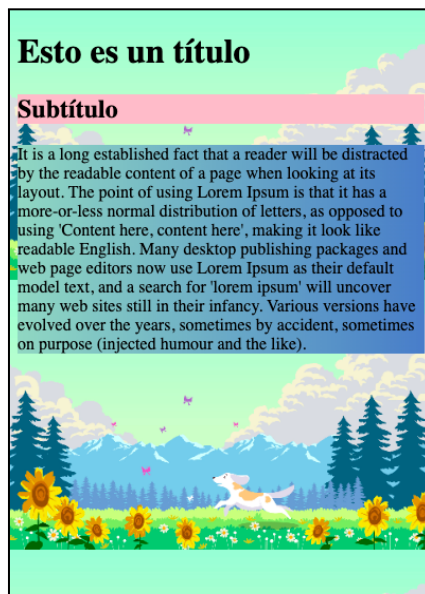 Esto es un título
Subtítulo
It is a long established fact that a reader will be distracted
by the readable content of a page when looking at its
layout. The point of using Lorem Ipsum is that it has a
more-or-less normal distribution of letters, as opposed to
using 'Content here, content here', making it look like
readable English. Many desktop publishing packages and
web page editors now use Lorem Ipsum as their default
model text, and a search for 'lorem ipsum' will uncover
many web sites still in their infancy. Various versions have
evolved over the years, sometimes by accident, sometimes
on purpose (injected humour and the like).